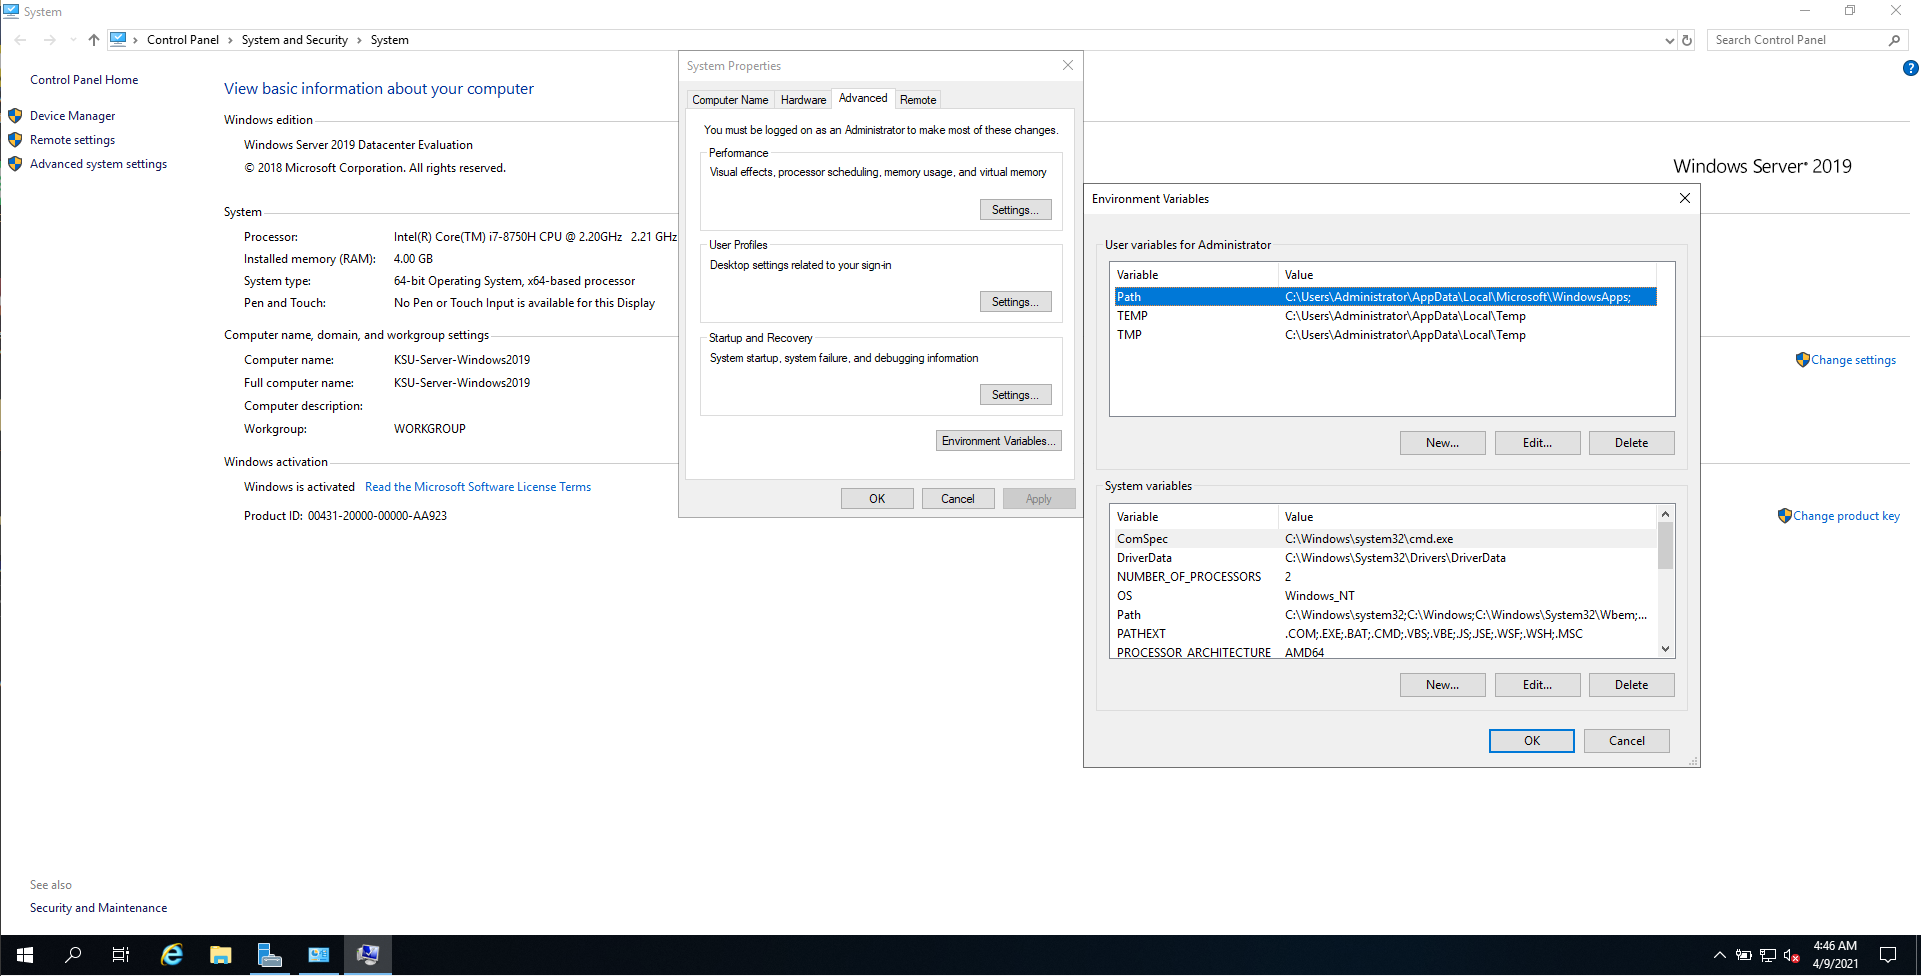 System
Control Panel > System and Security > System
Search Control Panel
Control Panel Home
Device Manager
Remote settings
Advanced system settings
View basic information about your computer
Windows edition
Windows Server 2019 Datacenter Evaluation
© 2018 Microsoft Corporation. All rights reserved.
Windows Server® 2019
System
Processor: Intel(R) Core(TM) i7-8750H CPU @ 2.20GHz 2.21 GHz
Installed memory (RAM): 4.00 GB
System type: 64-bit Operating System, x64-based processor
Pen and Touch: No Pen or Touch Input is available for this Display
Computer name, domain, and workgroup settings
Computer name: KSU-Server-Windows2019
Full computer name: KSU-Server-Windows2019
Computer description:
Workgroup: WORKGROUP
Change settings
Windows activation
Windows is activated Read the Microsoft Software License Terms
Product ID: 00431-20000-00000-AA923
Change product key
See also
Security and Maintenance
System Properties
Computer Name Hardware Advanced Remote
You must be logged on as an Administrator to make most of these changes.
Performance
Visual effects, processor scheduling, memory usage, and virtual memory
Settings...
User Profiles
Desktop settings related to your sign-in
Settings...
Startup and Recovery
System startup, system failure, and debugging information
Settings...
Environment Variables...
OK Cancel Apply
Environment Variables
User variables for Administrator
Variable Value
Path C:\Users\Administrator\AppData\Local\Microsoft\WindowsApps;
TEMP C:\Users\Administrator\AppData\Local\Temp
TMP C:\Users\Administrator\AppData\Local\Temp
New... Edit... Delete
System variables
Variable Value
ComSpec C:\Windows\system32\cmd.exe
DriverData C:\Windows\System32\Drivers\DriverData
NUMBER_OF_PROCESSORS 2
OS Windows_NT
Path C:\Windows\system32;C:\Windows;C:\Windows\System32\Wbem;...
PATHEXT .COM;.EXE;.BAT;.CMD;.VBS;.VBE;.JS;.JSE;.WSF;.WSH;.MSC
PROCESSOR_ARCHITECTURE AMD64
New... Edit... Delete
OK Cancel
4:46 AM
4/9/2021